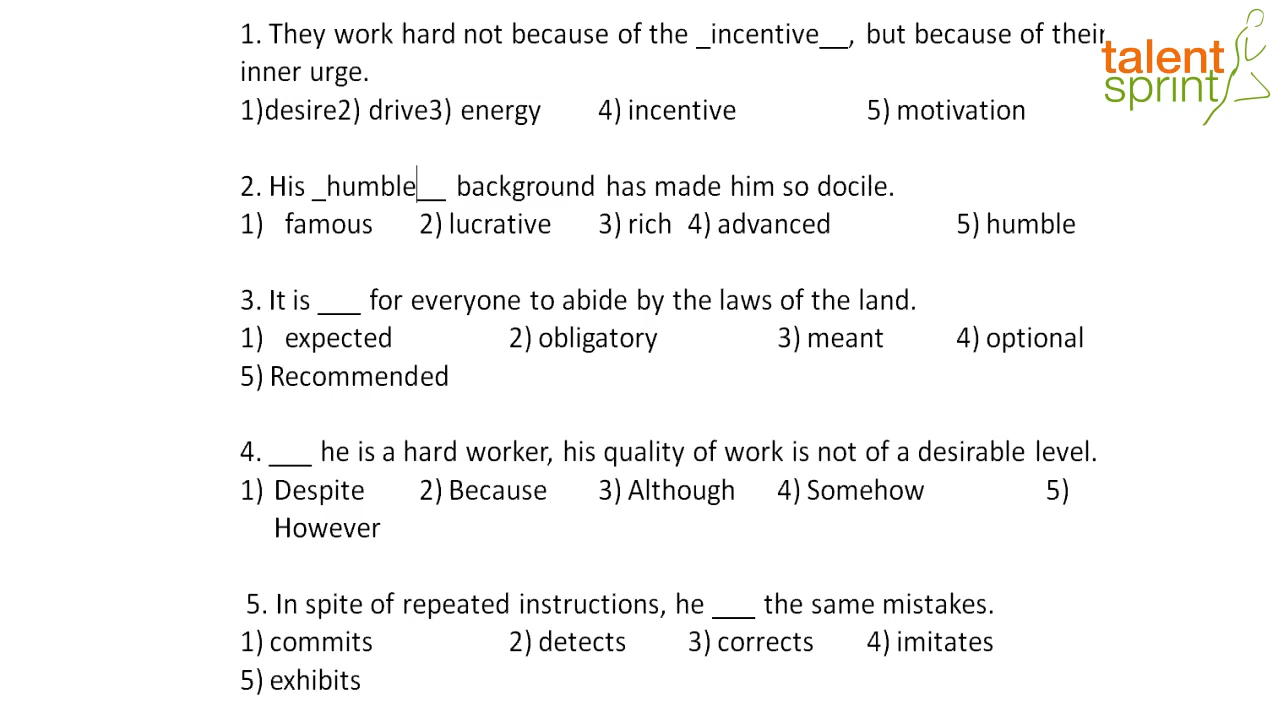 1. They work hard not because of the _incentive__, but because of their
inner urge.
talent
sprint
1)desire2) drive3) energy 4) incentive 5) motivation
2. His _humble__ background has made him so docile.
1) famous 2) lucrative 3) rich 4) advanced 5) humble
3. It is ___ for everyone to abide by the laws of the land.
1) expected 2) obligatory 3) meant 4) optional
5) Recommended
4. ___ he is a hard worker, his quality of work is not of a desirable level.
1) Despite 2) Because 3) Although 4) Somehow 5)
However
5. In spite of repeated instructions, he ___ the same mistakes.
1) commits 2) detects 3) corrects 4) imitates
5) exhibits